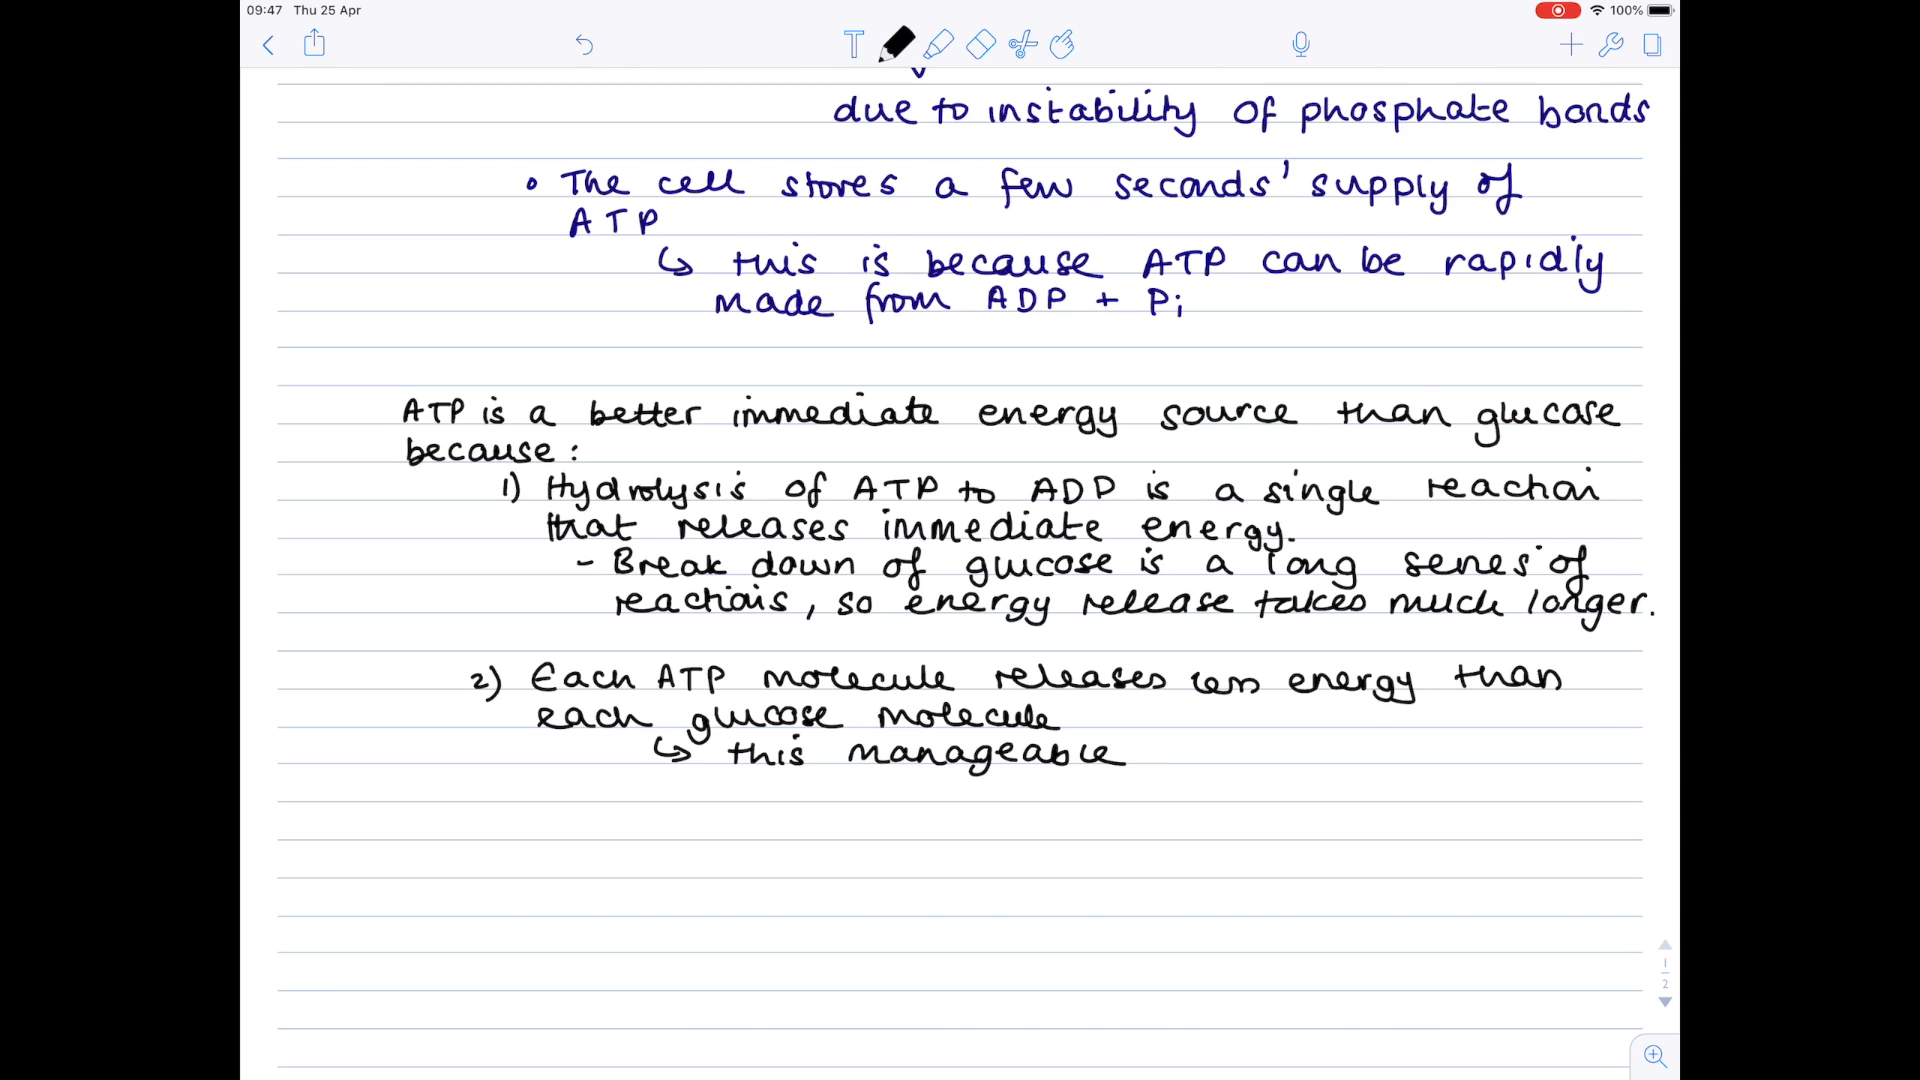 09:47 Thu 25 Apr
100%
T
due to instability of phosphate bonds
• The cell stores a few seconds' supply of
ATP
↳ this is because ATP can be rapidly
made from ADP + Pi
ATP is a better immediate energy source than glucose
because:
1) Hydrolysis of ATP to ADP is a single reaction
that releases immediate energy.
- Break down of glucose is a long series of
reactions, so energy release takes much longer.
2) Each ATP molecule releases less energy than
each glucose molecule
↳ this manageable
1
2